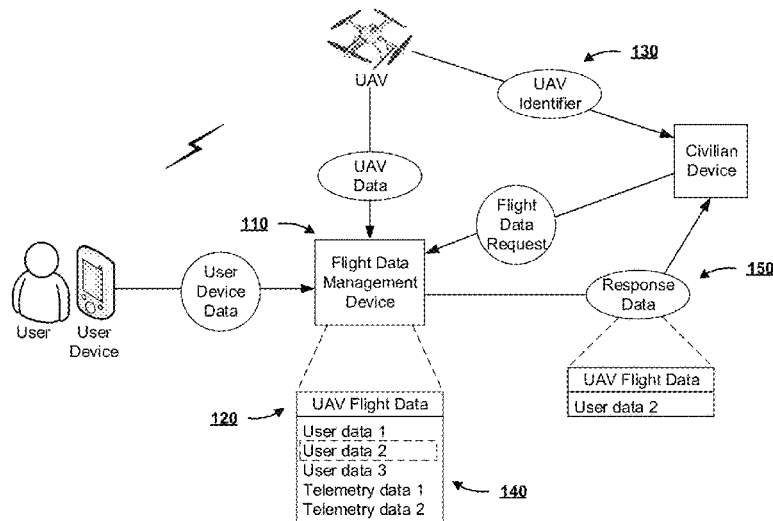 130
UAV
UAV
Identifier
Civilian
Device
UAV
Data
Flight
Data
Request
110
Flight Data
Management
Device
User
Device
Data
Response
Data
150
User
User
Device
UAV Flight Data
User data 2
120
UAV Flight Data
User data 1
User data 2
User data 3
Telemetry data 1
Telemetry data 2
140